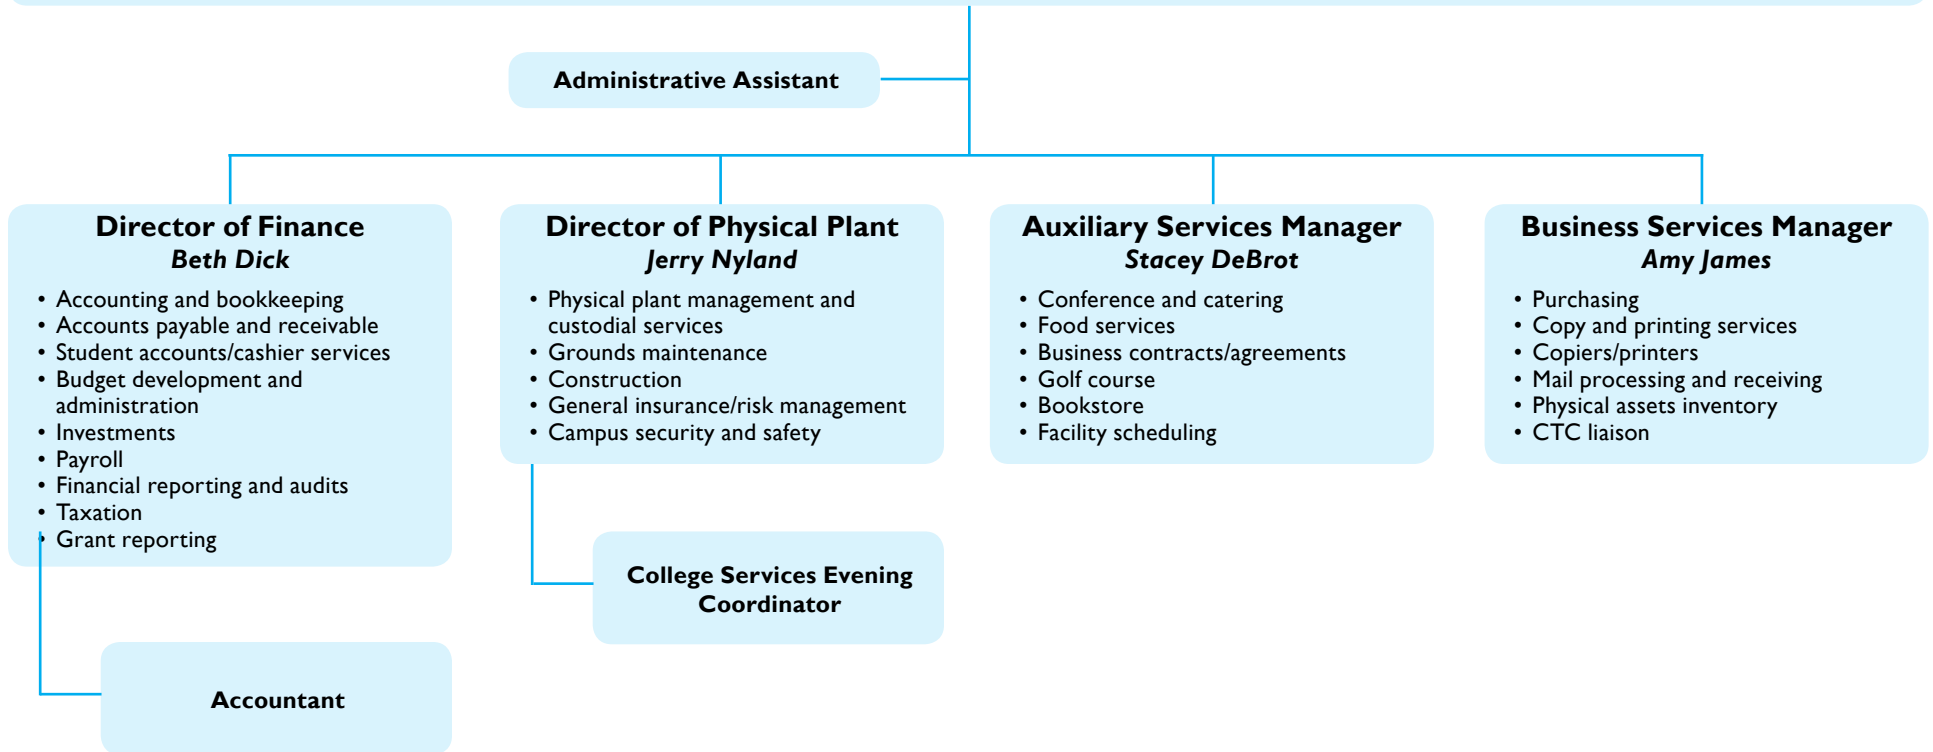 Administrative Assistant
Director of Finance
Beth Dick
• Accounting and bookkeeping
• Accounts payable and receivable
• Student accounts/cashier services
• Budget development and
administration
• Investments
• Payroll
• Financial reporting and audits
• Taxation
• Grant reporting
Director of Physical Plant
Jerry Nyland
• Physical plant management and
custodial services
• Grounds maintenance
• Construction
• General insurance/risk management
• Campus security and safety
Auxiliary Services Manager
Stacey DeBrot
• Conference and catering
• Food services
• Business contracts/agreements
• Golf course
• Bookstore
• Facility scheduling
Business Services Manager
Amy James
• Purchasing
• Copy and printing services
• Copiers/printers
• Mail processing and receiving
• Physical assets inventory
• CTC liaison
College Services Evening
Coordinator
Accountant